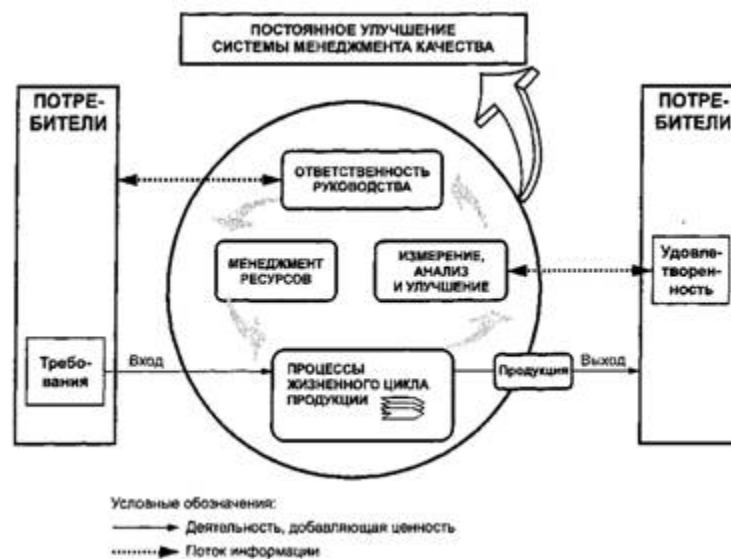 ПОСТОЯННОЕ УЛУЧШЕНИЕ
СИСТЕМЫ МЕНЕДЖМЕНТА КАЧЕСТВА
ПОТРЕ-
БИТЕЛИ
ПОТРЕ-
БИТЕЛИ
ОТВЕТСТВЕННОСТЬ
РУКОВОДСТВА
МЕНЕДЖМЕНТ
РЕСУРСОВ
ИЗМЕРЕНИЕ,
АНАЛИЗ
И УЛУЧШЕНИЕ
Удовле-
творен-
ность
Требо-
вания
Вход
ПРОЦЕССЫ
ЖИЗНЕННОГО ЦИКЛА
ПРОДУКЦИИ
Продукция
Выход
Условные обозначения:
Деятельность, добавляющая ценность
Поток информации